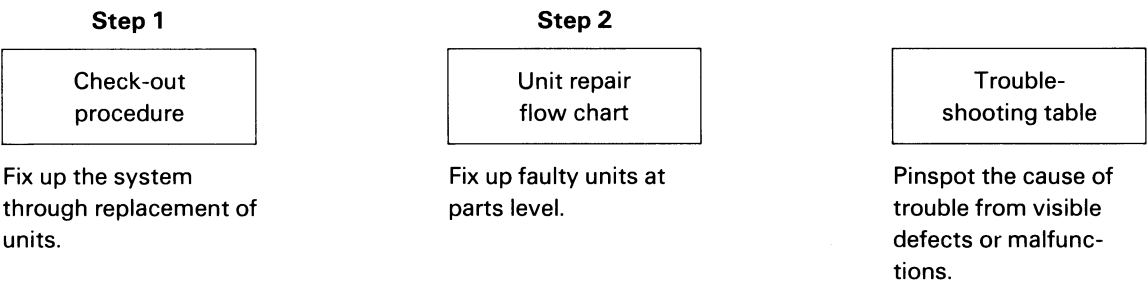 Step 1
Check-out
procedure
Fix up the system
through replacement of
units.
Step 2
Unit repair
flow chart
Fix up faulty units at
parts level.
Trouble-
shooting table
Pinspot the cause of
trouble from visible
defects or malfunc-
tions.